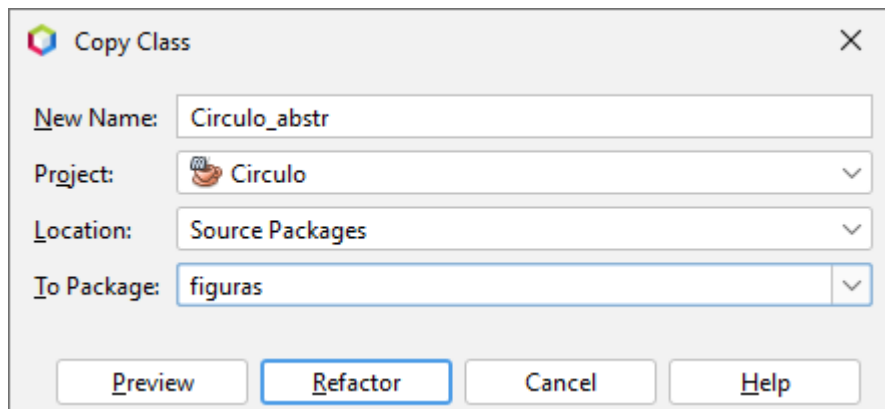 Copy Class
New Name: Circulo_abstr
Project: Circulo
Location: Source Packages
To Package: figuras
Preview Refactor Cancel Help